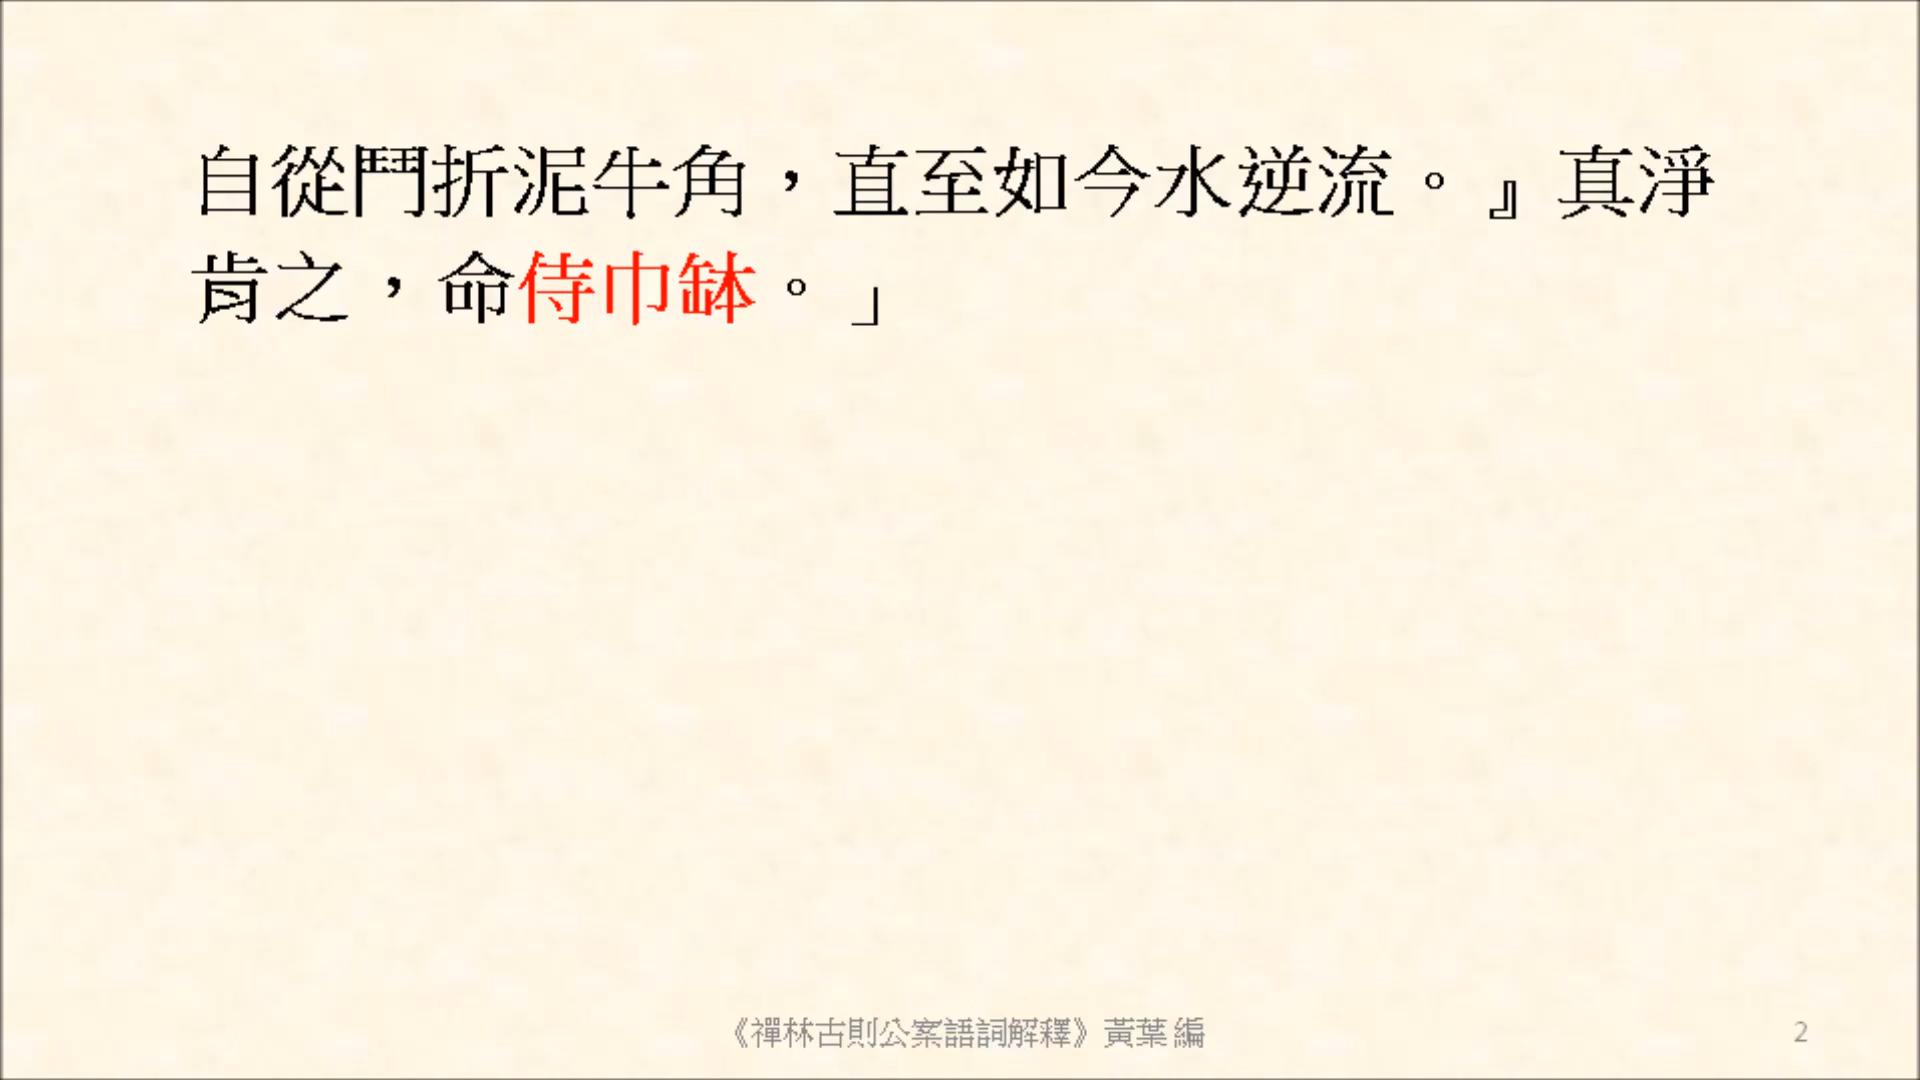 自從鬥折泥牛角，直至如今水逆流。』真淨
肯之，命侍巾缽。」
《禪林古則公案語詞解釋》黃葉 編
2